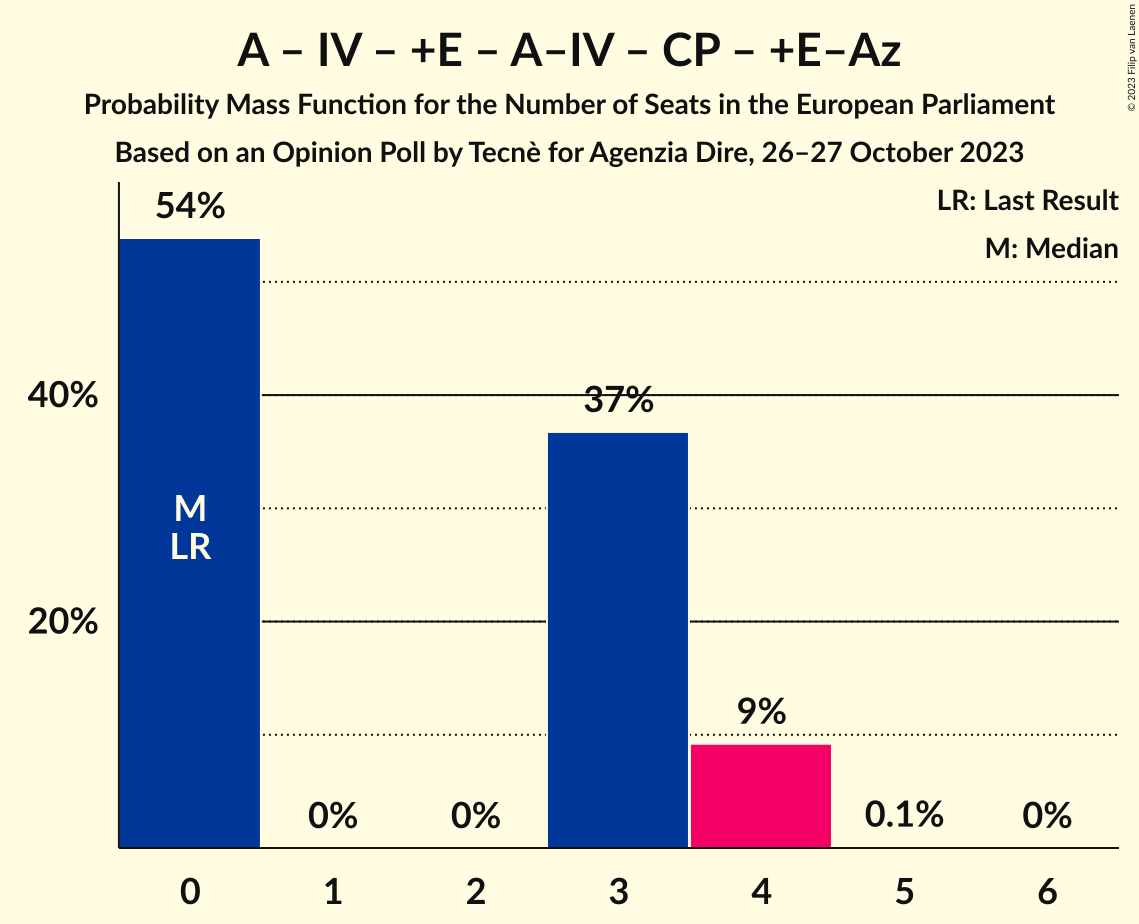 A – IV – +E – A–IV – CP – +E–Az
Probability Mass Function for the Number of Seats in the European Parliament
Based on an Opinion Poll by Tecnè for Agenzia Dire, 26–27 October 2023
© 2023 Filip van Laenen
LR: Last Result
M: Median
54%
40%
37%
M
LR
20%
9%
0%
0%
0.1%
0%
0
1
2
3
4
5
6